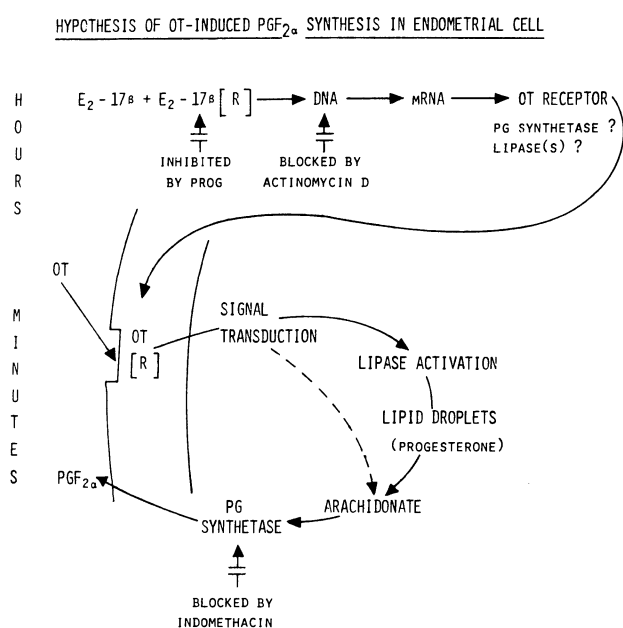 HYPOTHESIS OF OT-INDUCED PGF2α SYNTHESIS IN ENDOMETRIAL CELL
HOURS
E2 - 17β + E2 - 17β [R] DNA mRNA OT RECEPTOR
PG SYNTHETASE ?
LIPASE(S) ?
INHIBITED
BY PROG
BLOCKED BY
ACTINOMYCIN D
MINUTES
OT
OT
[R]
SIGNAL
TRANSDUCTION
LIPASE ACTIVATION
LIPID DROPLETS
(PROGESTERONE)
ARACHIDONATE
PG
SYNTHETASE
PGF2α
BLOCKED BY
INDOMETHACIN